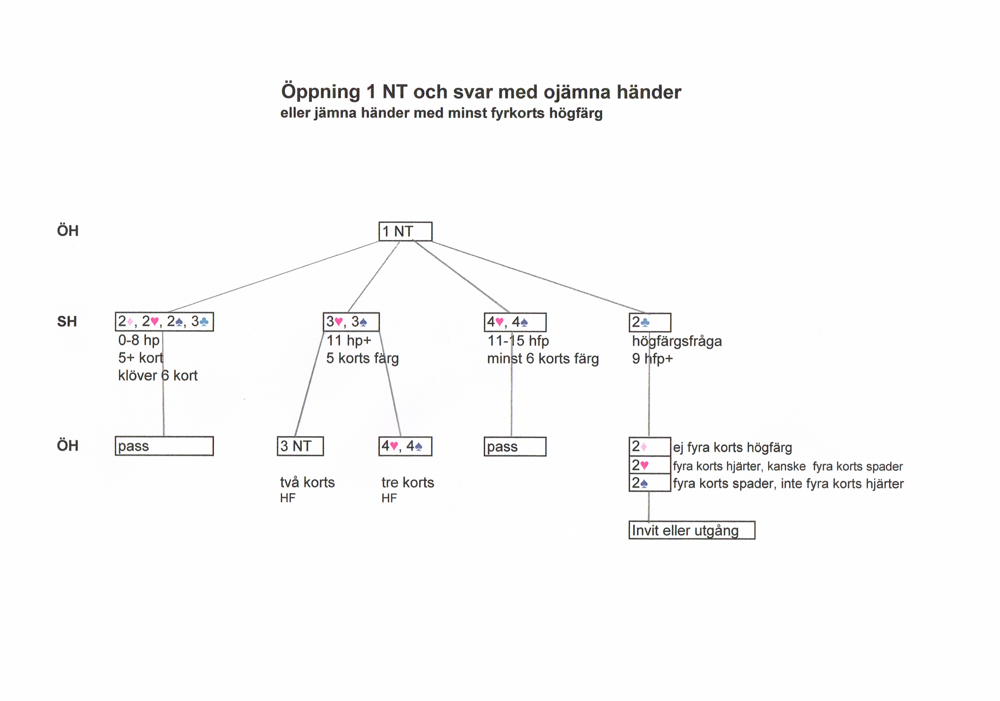 Öppning 1 NT och svar med ojämna händer
eller jämna händer med minst fyrkorts högfärg
ÖH
1 NT
SH
2♦, 2♥, 2♠, 3♣
0-8 hp
5+ kort
klöver 6 kort
3♥, 3♠
11 hp+
5 korts färg
4♥, 4♠
11-15 hfp
minst 6 korts färg
2♣
högfärgsfråga
9 hfp+
ÖH
pass
3 NT
två korts
HF
4♥, 4♠
tre korts
HF
pass
2♦ ej fyra korts högfärg
2♥ fyra korts hjärter, kanske fyra korts spader
2♠ fyra korts spader, inte fyra korts hjärter
Invit eller utgång